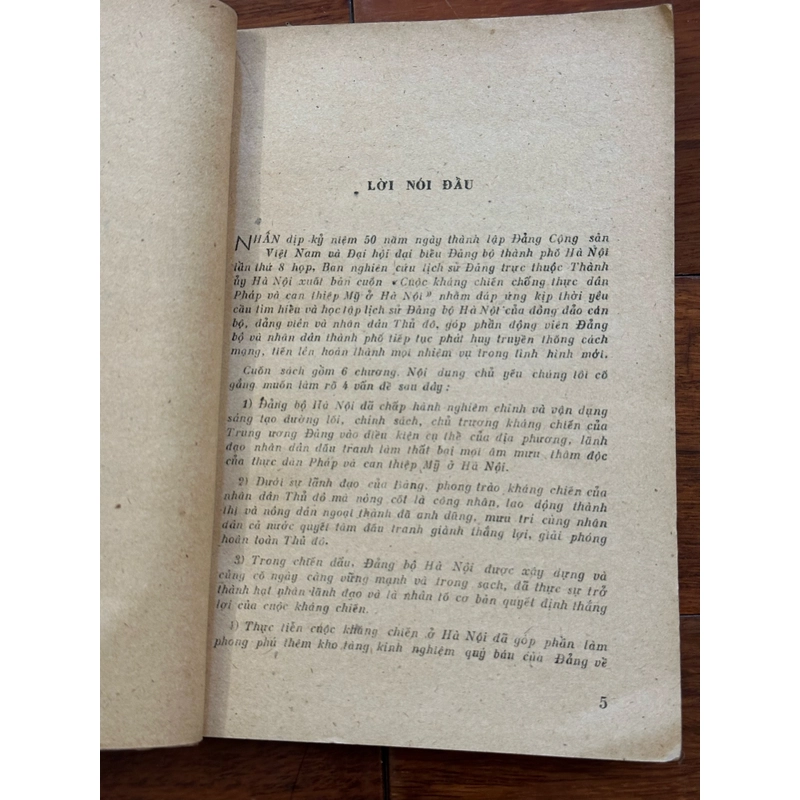 LỜI NÓI ĐẦU
NHÂN dịp kỷ niệm 50 năm ngày thành lập Đảng Cộng sản
Việt Nam và Đại hội đại biểu Đảng bộ thành phố Hà Nội
lần thứ 8 họp, Ban nghiên cứu lịch sử Đảng trực thuộc Thành
ủy Hà Nội xuất bản cuốn «Cuộc kháng chiến chống thực dân
Pháp và can thiệp Mỹ ở Hà Nội» nhằm đáp ứng kịp thời yêu
cầu tìm hiểu và học tập lịch sử Đảng bộ Hà Nội của đông đảo cán
bộ, đảng viên và nhân dân Thủ đô, góp phần động viên Đảng
bộ và nhân dân thành phố tiếp tục phát huy truyền thống cách
mạng, tiến lên hoàn thành mọi nhiệm vụ trong tình hình mới.
Cuốn sách gồm 6 chương. Nội dung chủ yếu chúng tôi cố
gắng muốn làm rõ 4 vấn đề sau đây :
1) Đảng bộ Hà Nội đã chấp hành nghiêm chỉnh và vận dụng
sáng tạo đường lối, chính sách, chủ trương kháng chiến của
Trung ương Đảng vào điều kiện cụ thể của địa phương, lãnh
đạo nhân dân đấu tranh làm thất bại mọi âm mưu thâm độc
của thực dân Pháp và can thiệp Mỹ ở Hà Nội.
2) Dưới sự lãnh đạo của Đảng, phong trào kháng chiến của
nhân dân Thủ đô mà nòng cốt là công nhân, lao động thành
thị và nông dân ngoại thành đã anh dũng, mưu trí cùng nhân
dân cả nước quyết tâm đấu tranh giành thắng lợi, giải phóng
hoàn toàn Thủ đô.
3) Trong chiến đấu, Đảng bộ Hà Nội được xây dựng và
củng cố ngày càng vững mạnh và trong sạch, đã thực sự trở
thành hạt nhân lãnh đạo và là nhân tố cơ bản quyết định thắng
lợi của cuộc kháng chiến.
4) Thực tiễn cuộc kháng chiến ở Hà Nội đã góp phần làm
phong phú thêm kho tàng kinh nghiệm quý báu của Đảng về
5